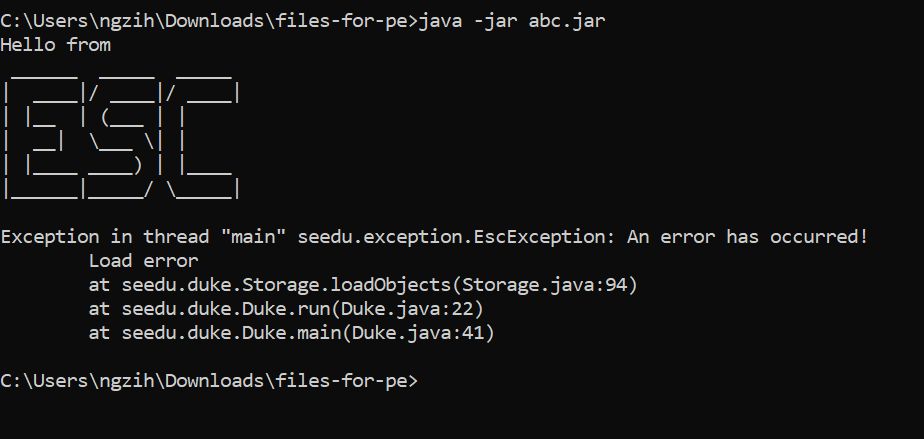 C:\Users\ngzih\Downloads\files-for-pe>java -jar abc.jar
Hello from
 ______  _____  _____
|  ____|/ ____|/ ____|
| |__  | (___ | |
|  __|  \___ \| |
| |____ ____) | |____
|______|_____/ \_____|
Exception in thread "main" seedu.exception.EscException: An error has occurred!
        Load error
        at seedu.duke.Storage.loadObjects(Storage.java:94)
        at seedu.duke.Duke.run(Duke.java:22)
        at seedu.duke.Duke.main(Duke.java:41)
C:\Users\ngzih\Downloads\files-for-pe>